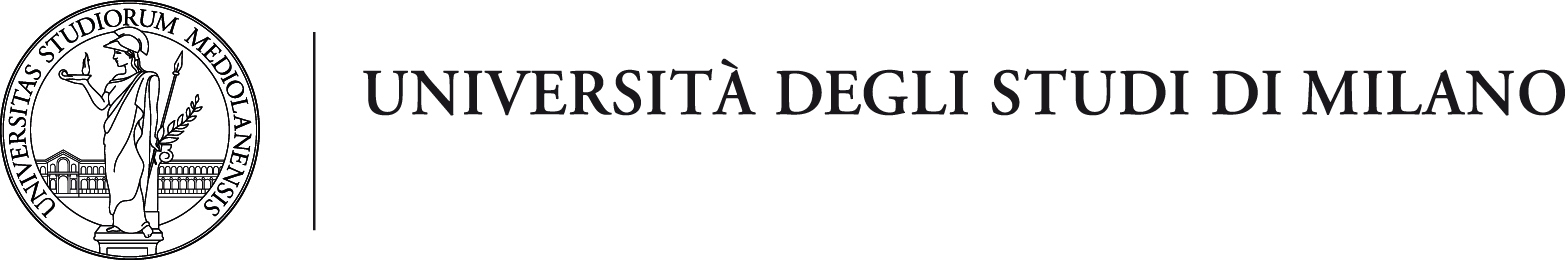 UNIVERSITAS STUDIORUM MEDIOLANENSIS
UNIVERSITÀ DEGLI STUDI DI MILANO